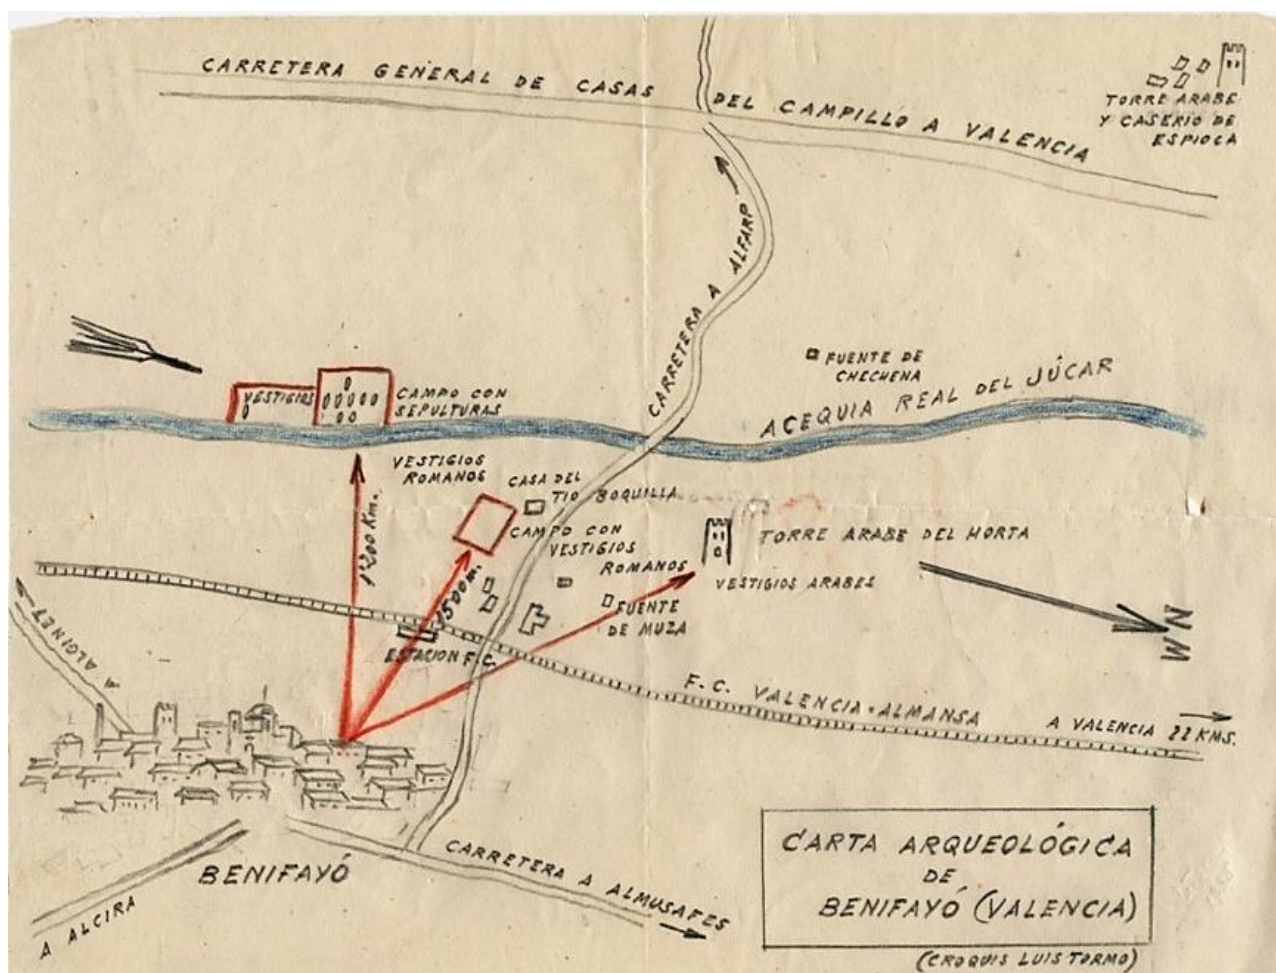 CARRETERA GENERAL DE CASAS DEL CAMPILLO A VALENCIA
TORRE ARABE
Y CASERIO DE
ESPIOCA
CARRETERA A ALFARP
FUENTE DE
CHECHENA
ACEQUIA REAL DEL JÚCAR
VESTIGIOS
CAMPO CON
SEPULTURAS
VESTIGIOS
ROMANOS
CASA DEL
TIO BOQUILLA
CAMPO CON
VESTIGIOS
ROMANOS
TORRE ARABE DEL HORTA
VESTIGIOS ARABES
1'200 Km.
1500 m.
FUENTE
DE MUZA
N M
ESTACION F.C.
A ALGINET
F.C. VALENCIA-ALMANSA
A VALENCIA 22 KMS.
BENIFAYÓ
A ALCIRA
CARRETERA A ALMUSAFES
CARTA ARQUEOLÓGICA
DE
BENIFAYÓ (VALENCIA)
(CROQUIS LUIS TORMO)